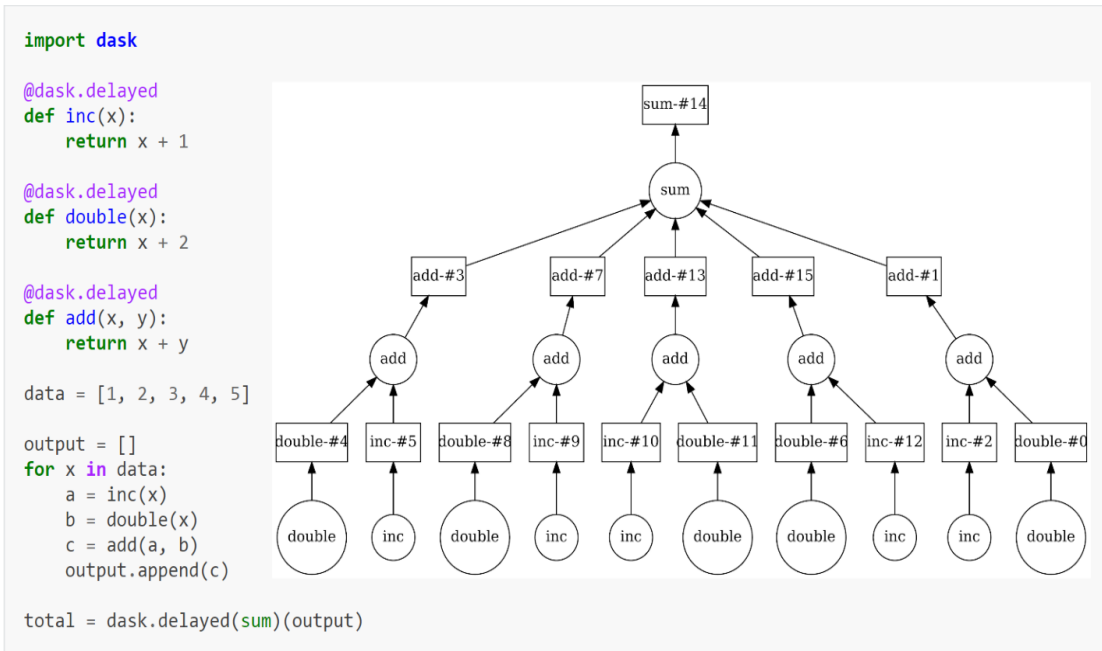 import dask
@dask.delayed
def inc(x):
    return x + 1
@dask.delayed
def double(x):
    return x + 2
@dask.delayed
def add(x, y):
    return x + y
data = [1, 2, 3, 4, 5]
output = []
for x in data:
    a = inc(x)
    b = double(x)
    c = add(a, b)
    output.append(c)
total = dask.delayed(sum)(output)
sum-#14
sum
add-#3 add-#7 add-#13 add-#15 add-#1
add add add add add
double-#4 inc-#5 double-#8 inc-#9 inc-#10 double-#11 double-#6 inc-#12 inc-#2 double-#0
double inc double inc inc double double inc inc double